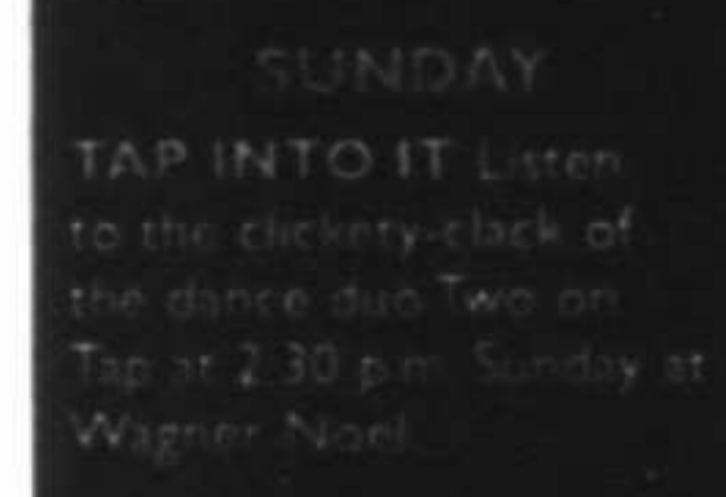 SUNDAY
TAP INTO IT Listen
to the clickety-clack of
the dance duo Two on
Tap at 2:30 p.m. Sunday at
Wagner Noel.